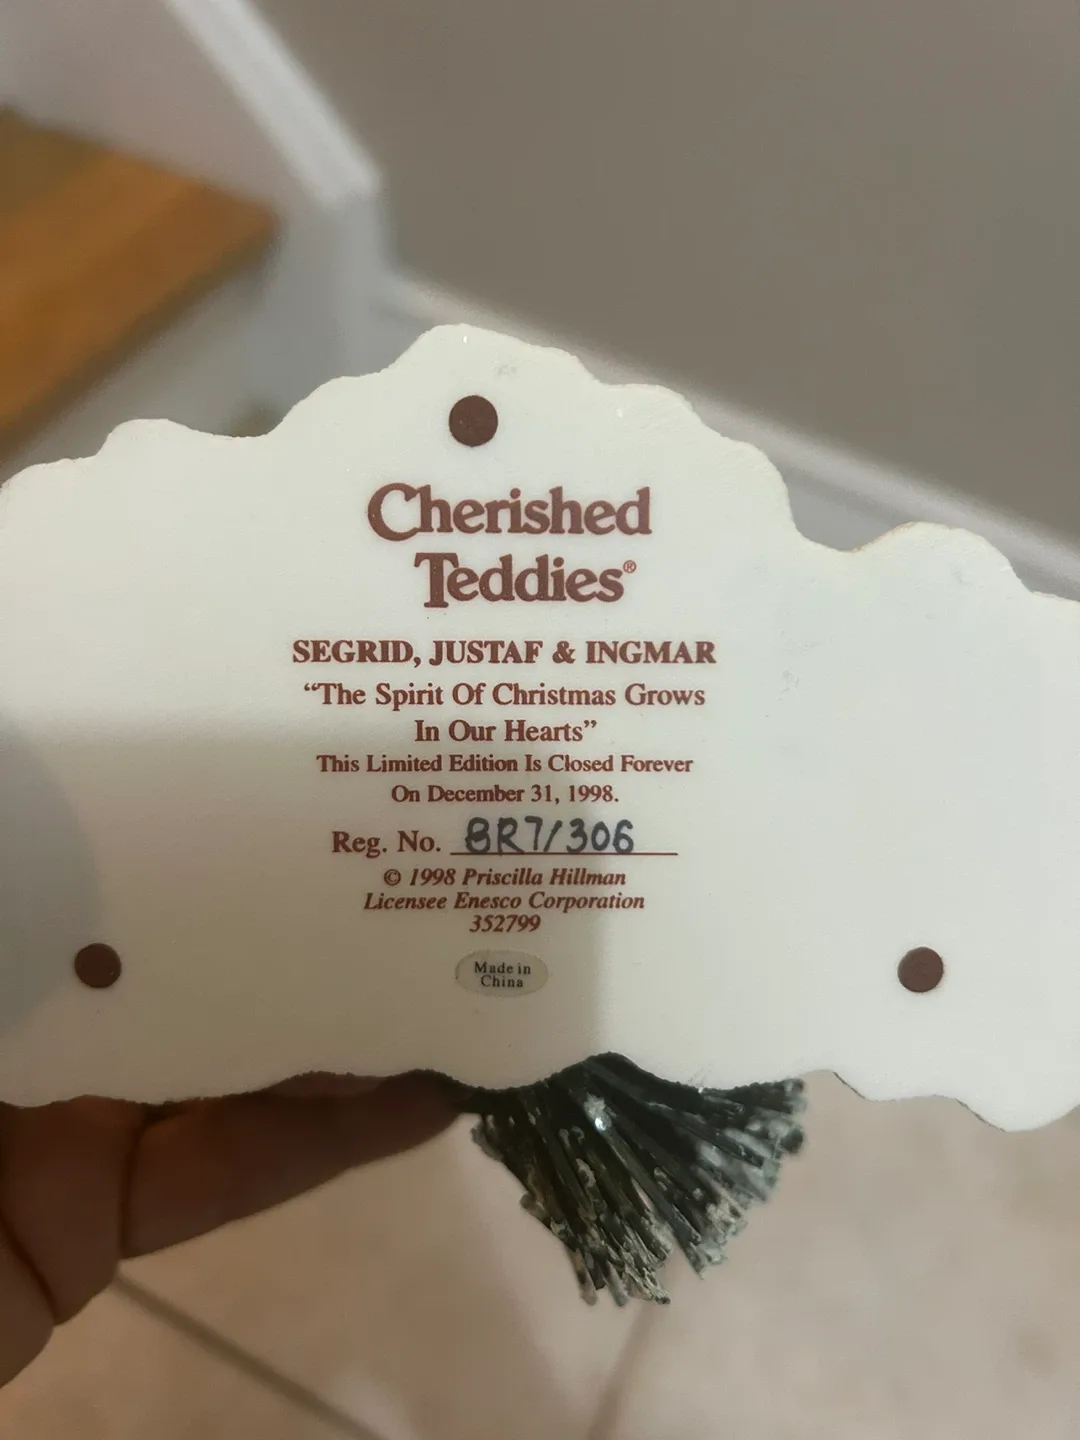 Cherished
Teddies®
SEGRID, JUSTAF & INGMAR
“The Spirit Of Christmas Grows
In Our Hearts”
This Limited Edition Is Closed Forever
On December 31, 1998.
Reg. No. 8R7/306
© 1998 Priscilla Hillman
Licensee Enesco Corporation
352799
Made in
China